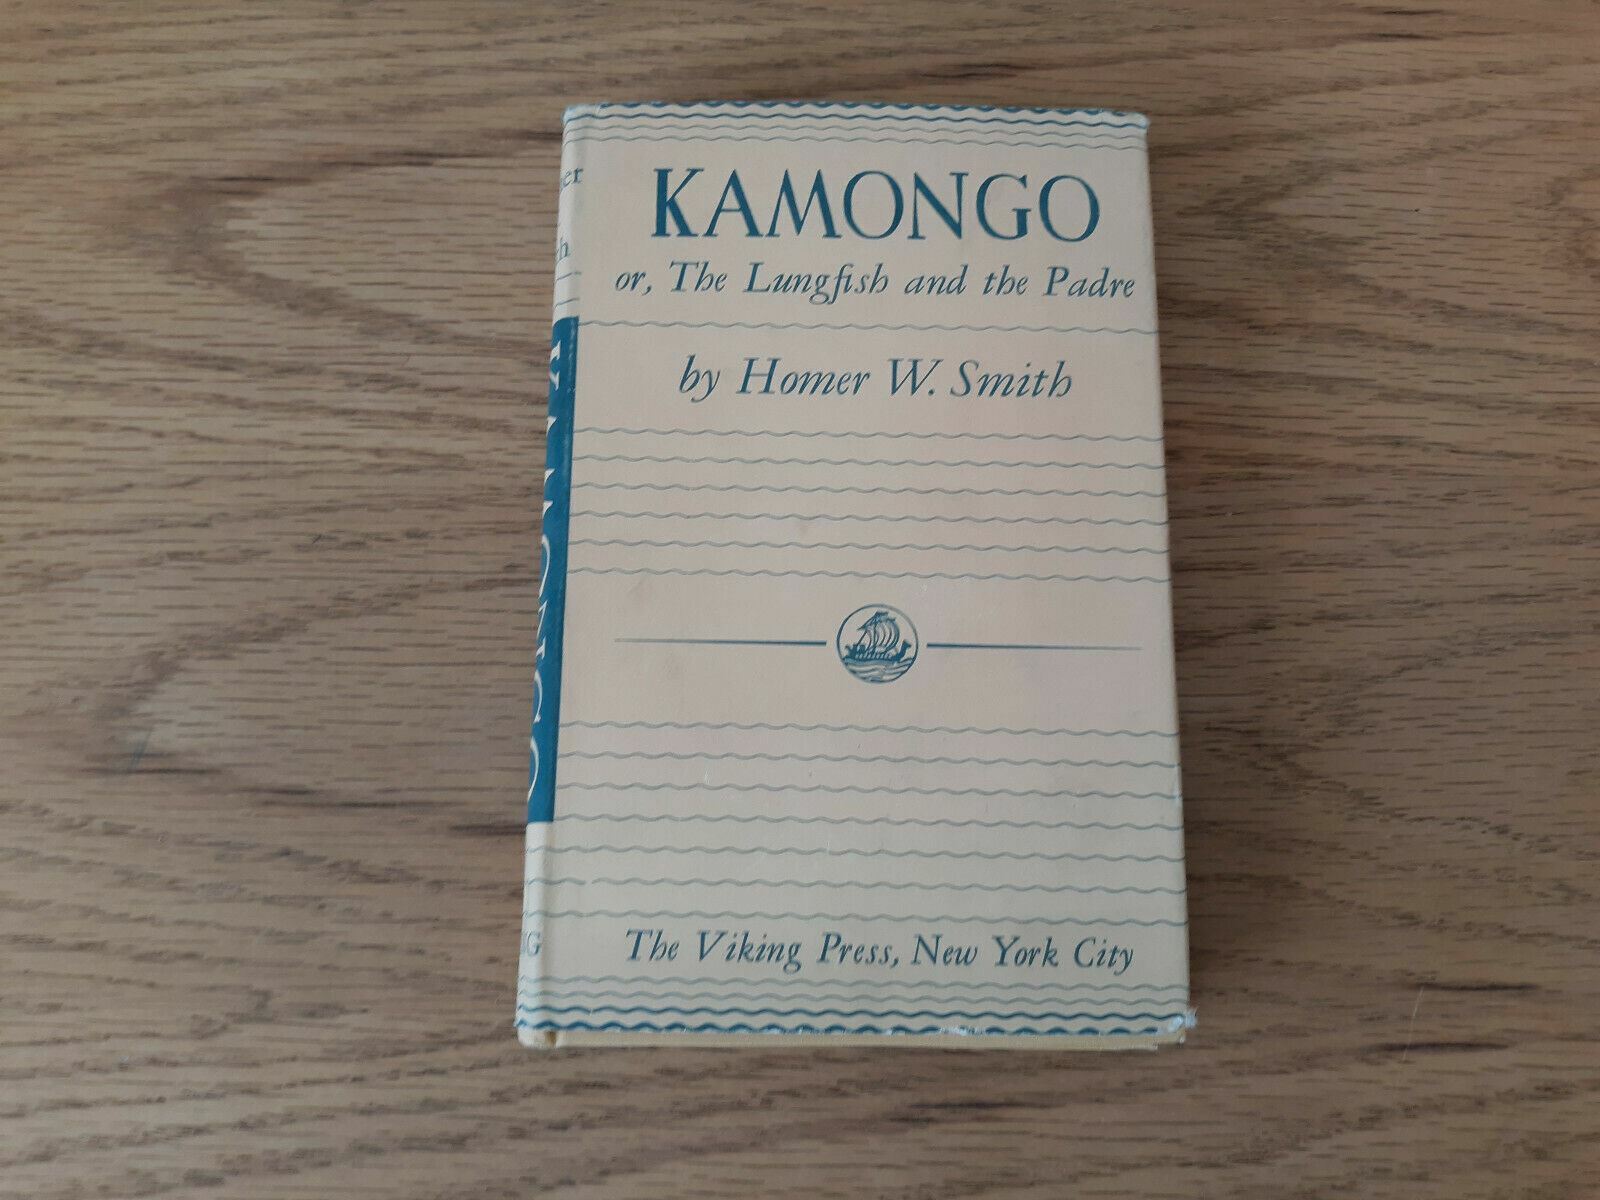 KAMONGO
or, The Lungfish and the Padre
by Homer W. Smith
The Viking Press, New York City
KAMONGO